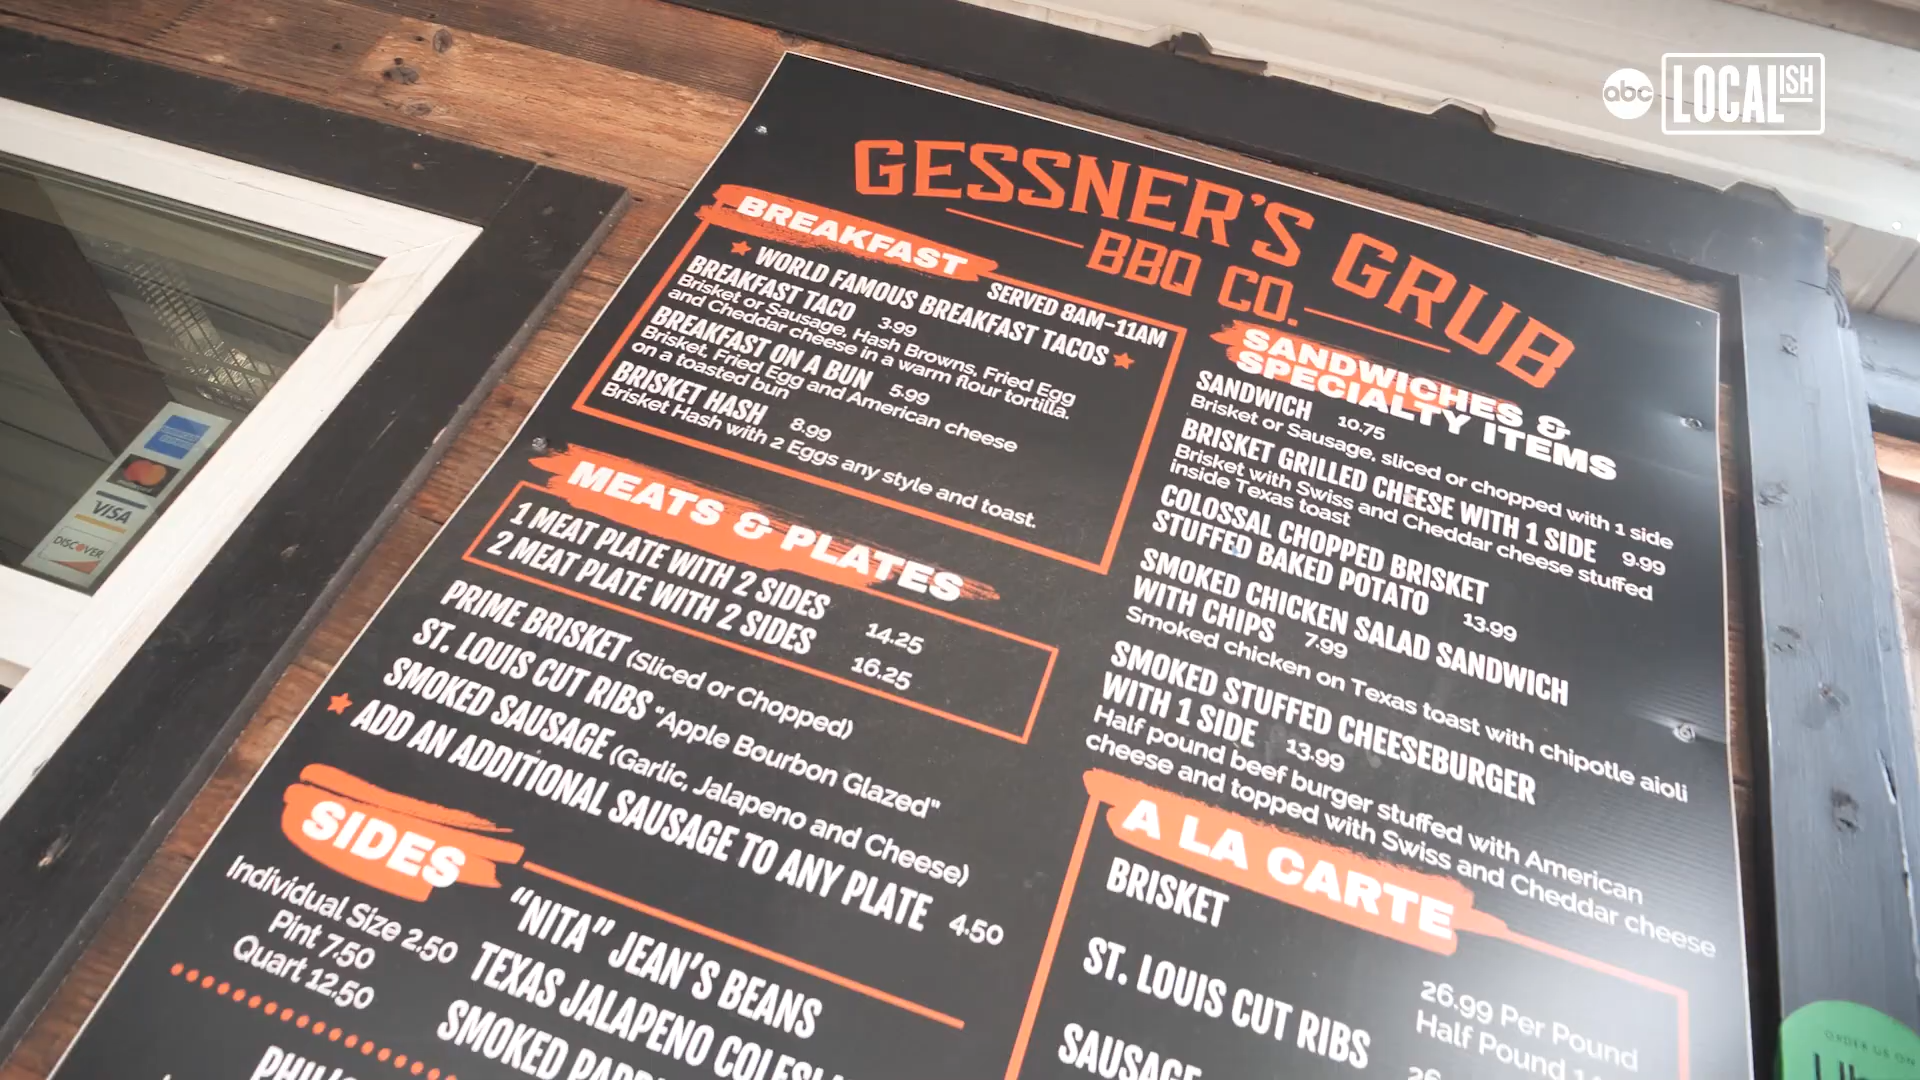 abc LOCALISH
GESSNER'S GRUB
BBQ CO.
BREAKFAST
SERVED 8AM-11AM
WORLD FAMOUS BREAKFAST TACOS
BREAKFAST TACO 3.99
Brisket or Sausage, Hash Browns, Fried Egg
and Cheddar cheese in a warm flour tortilla.
BREAKFAST ON A BUN 5.99
Brisket, Fried Egg and American cheese
on a toasted bun
BRISKET HASH 8.99
Brisket Hash with 2 Eggs any style and toast.
MEATS & PLATES
1 MEAT PLATE WITH 2 SIDES 14.25
2 MEAT PLATE WITH 2 SIDES 16.25
PRIME BRISKET (Sliced or Chopped)
ST. LOUIS CUT RIBS "Apple Bourbon Glazed"
SMOKED SAUSAGE (Garlic, Jalapeno and Cheese)
ADD AN ADDITIONAL SAUSAGE TO ANY PLATE 4.50
SIDES
Individual Size 2.50
Pint 7.50
Quart 12.50
"NITA" JEAN'S BEANS
TEXAS JALAPENO
SMOKED
SANDWICHES &
SPECIALTY ITEMS
SANDWICH 10.75
Brisket or Sausage, sliced or chopped with 1 side
BRISKET GRILLED CHEESE WITH 1 SIDE 9.99
Brisket with Swiss and Cheddar cheese stuffed
inside Texas toast
COLOSSAL CHOPPED BRISKET
STUFFED BAKED POTATO 13.99
SMOKED CHICKEN SALAD SANDWICH
WITH CHIPS 7.99
Smoked chicken on Texas toast with chipotle aioli
SMOKED STUFFED CHEESEBURGER
WITH 1 SIDE 13.99
Half pound beef burger stuffed with American
cheese and topped with Swiss and Cheddar cheese
A LA CARTE
BRISKET
26.99 Per Pound
Half Pound
ST. LOUIS CUT RIBS
SAUSAGE
AMERICAN EXPRESS
mastercard
VISA
DISCOVER
ORDER US ON